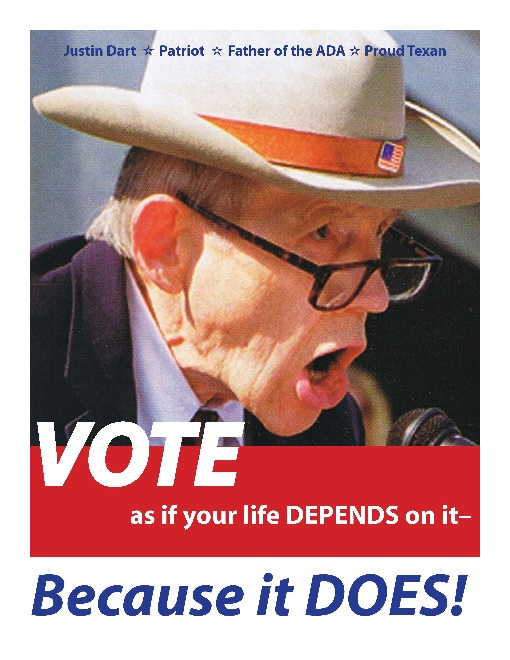 Justin Dart ☆ Patriot ☆ Father of the ADA ☆ Proud Texan
VOTE
as if your life DEPENDS on it–
Because it DOES!